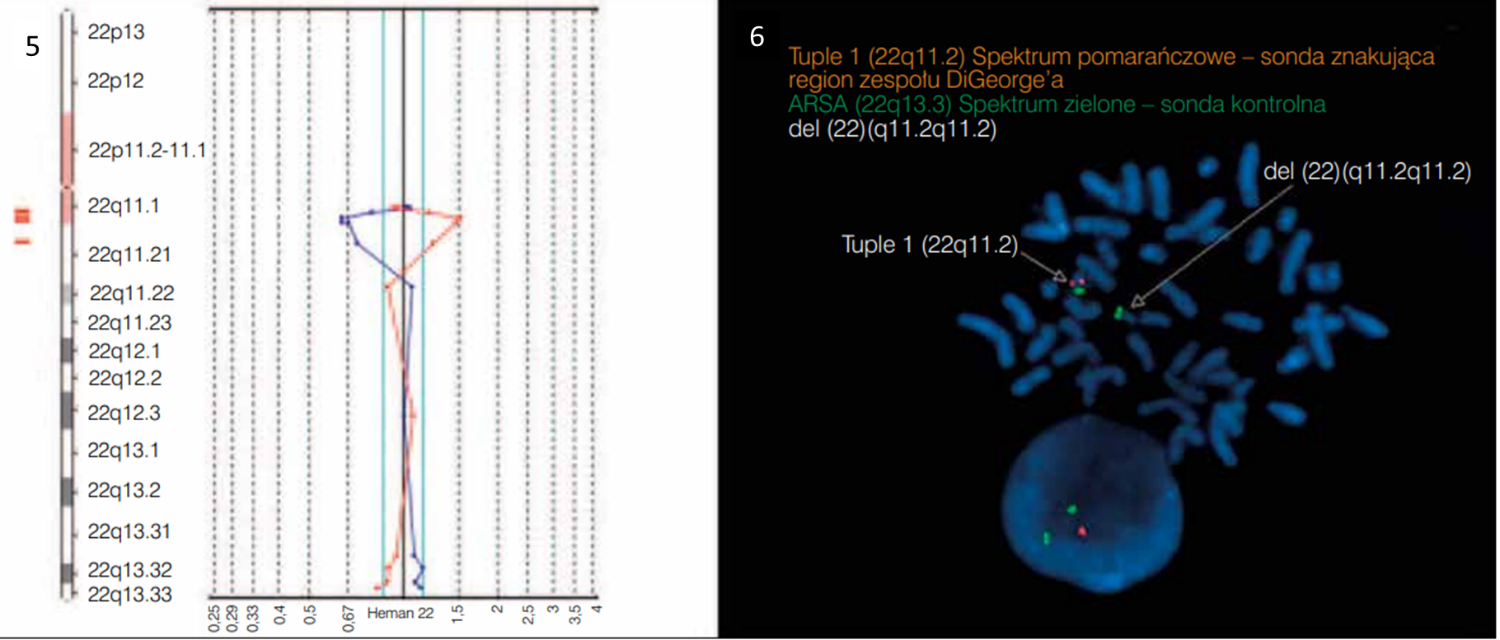 5
22p13
22p12
22p11.2-11.1
22q11.1
22q11.21
22q11.22
22q11.23
22q12.1
22q12.2
22q12.3
22q13.1
22q13.2
22q13.31
22q13.32
22q13.33
0,25
0,29
0,33
0,4
0,5
0,67
Heman 22
1,5
2
2,5
3
3,5
4
6
Tuple 1 (22q11.2) Spektrum pomarańczowe – sonda znakująca
region zespołu DiGeorge’a
ARSA (22q13.3) Spektrum zielone – sonda kontrolna
del (22)(q11.2q11.2)
del (22)(q11.2q11.2)
Tuple 1 (22q11.2)